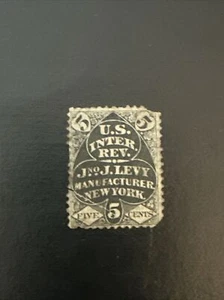 5 5
U.S.
INTER.
REV.
JNO J. LEVY
MANUFACTURER.
NEW YORK
FIVE 5 CENTS